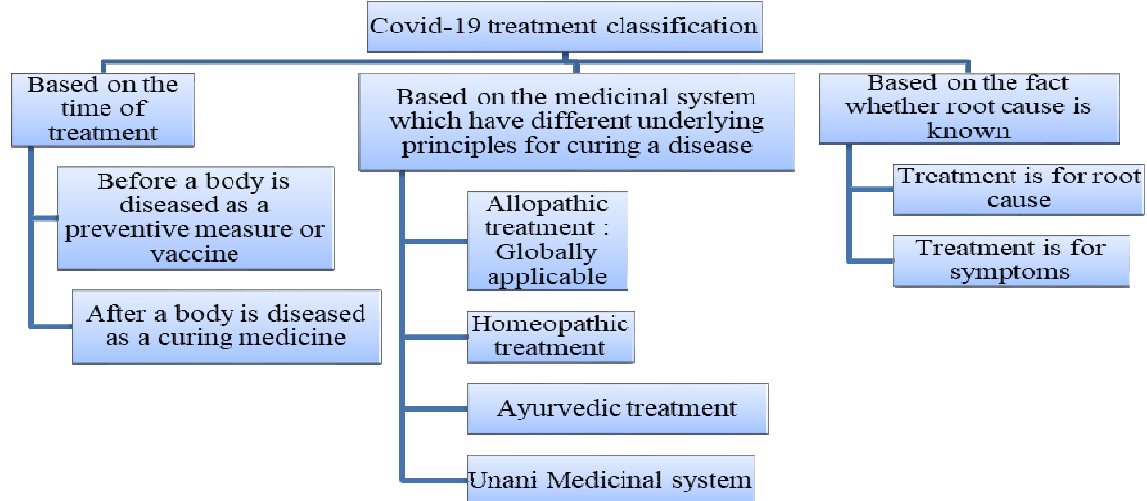 Covid-19 treatment classification
Based on the
time of
treatment
Before a body is
diseased as a
preventive measure or
vaccine
After a body is diseased
as a curing medicine
Based on the medicinal system
which have different underlying
principles for curing a disease
Allopathic
treatment :
Globally
applicable
Homeopathic
treatment
Ayurvedic treatment
Unani Medicinal system
Based on the fact
whether root cause is
known
Treatment is for root
cause
Treatment is for
symptoms